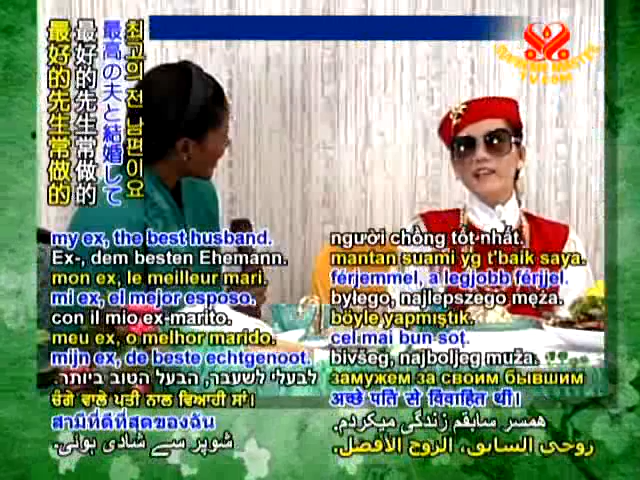 최고의 전 남편이요
最高の夫と結婚して
最好的先生常做的
最好的先生常做的
SUPREME MASTER
TV.com
my ex, the best husband.
Ex-, dem besten Ehemann.
mon ex, le meilleur mari.
mi ex, el mejor esposo.
con il mio ex-marito.
meu ex, o melhor marido.
mijn ex, de beste echtgenoot.
לבעלי לשעבר, הבעל הטוב ביותר.
ਚੰਗੇ ਵਾਲੇ ਪਤੀ ਨਾਲ ਵਿਆਹੀ ਸਾਂ।
สามีที่ดีที่สุดของฉัน
شوہر سے شادی ہوئی.
người chồng tốt nhất.
mantan suami yg t'baik saya.
férjemmel, a legjobb férjjel.
byłego, najlepszego męża.
böyle yapmıştık.
cel mai bun soţ.
bivšeg, najboljeg muža.
замужем за своим бывшим
अच्छे पति से विवाहित थी।
همسر سابقم زندگی میکردم.
زوجي السابق, الزوج الأفضل.